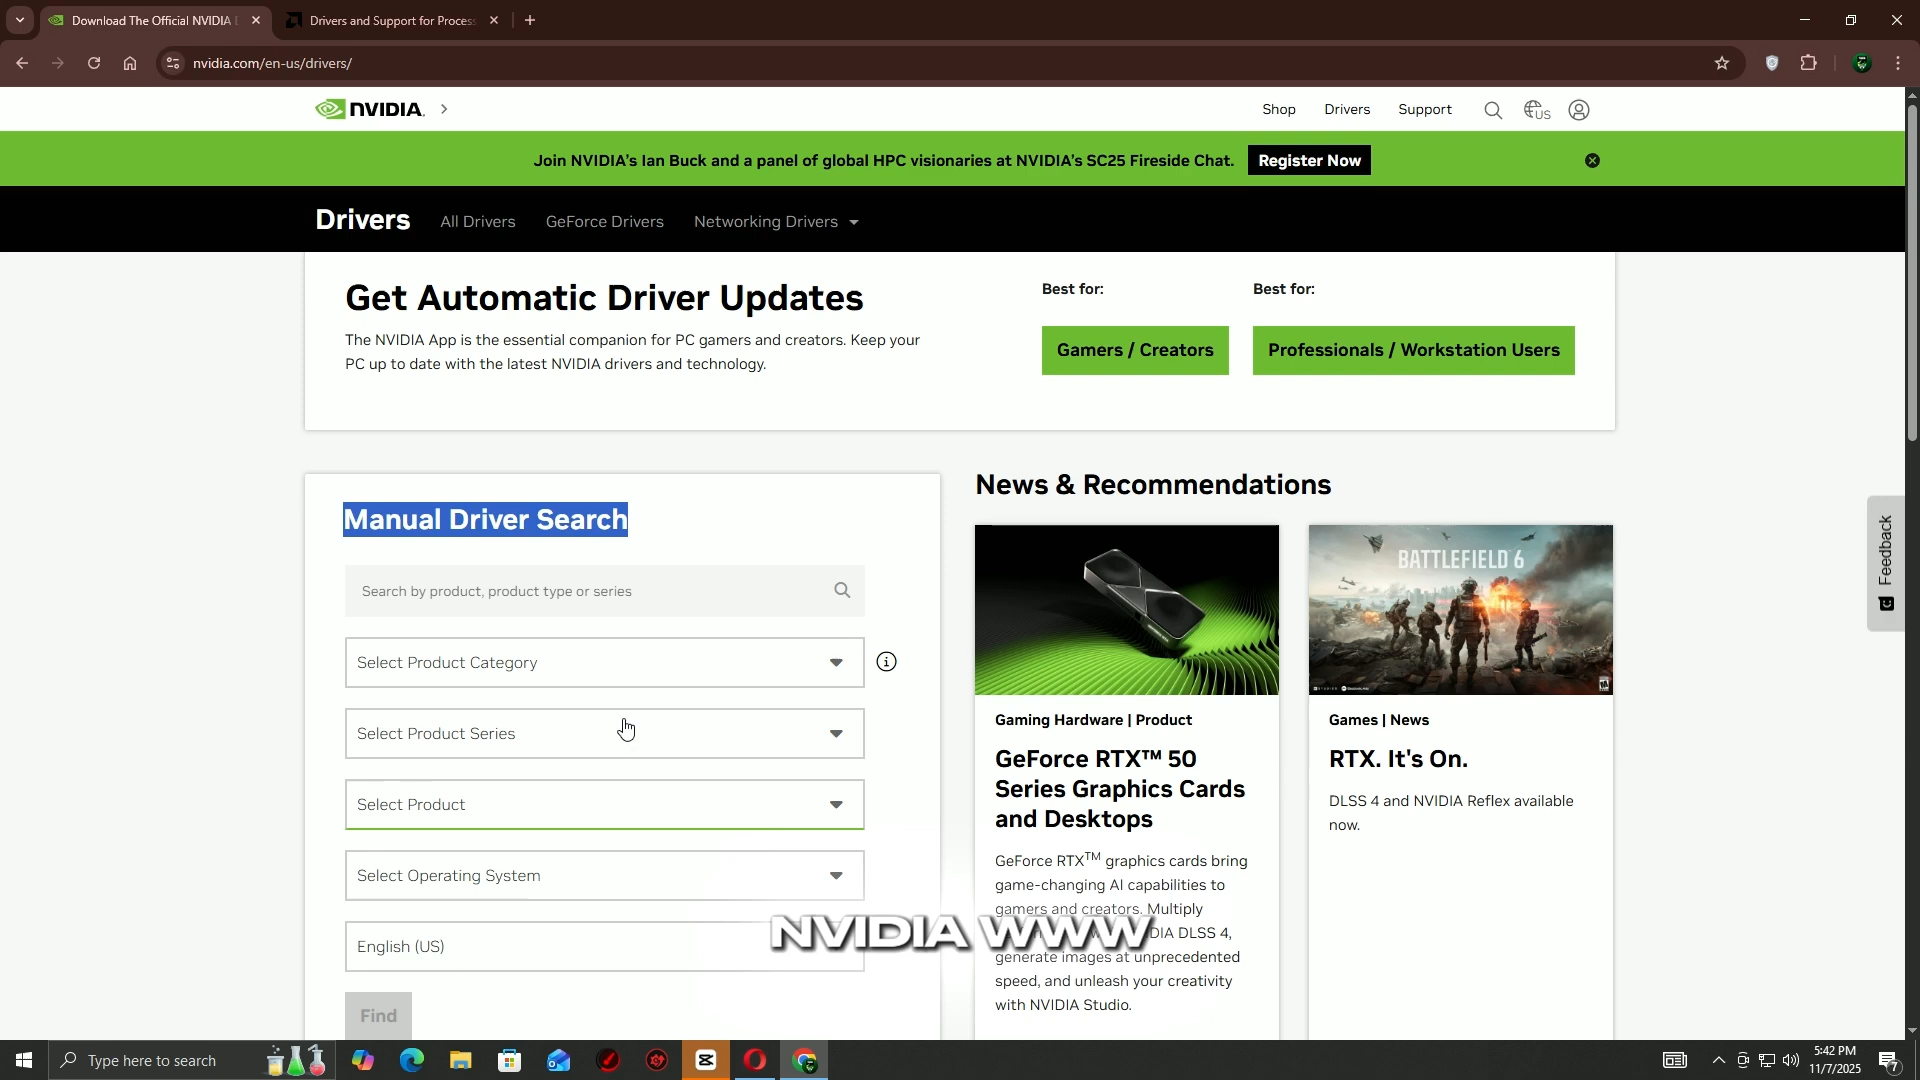 Download The Official NVIDIA D
Drivers and Support for Process
nvidia.com/en-us/drivers/
NVIDIA.
Shop
Drivers
Support
US
Join NVIDIA's Ian Buck and a panel of global HPC visionaries at NVIDIA's SC25 Fireside Chat.
Register Now
Drivers
All Drivers
GeForce Drivers
Networking Drivers
Get Automatic Driver Updates
The NVIDIA App is the essential companion for PC gamers and creators. Keep your
PC up to date with the latest NVIDIA drivers and technology.
Best for:
Gamers / Creators
Best for:
Professionals / Workstation Users
Manual Driver Search
Search by product, product type or series
Select Product Category
Select Product Series
Select Product
Select Operating System
English (US)
Find
News & Recommendations
Gaming Hardware | Product
GeForce RTX™ 50
Series Graphics Cards
and Desktops
GeForce RTX™ graphics cards bring
game-changing AI capabilities to
gamers and creators. Multiply
DIA DLSS 4,
generate images at unprecedented
speed, and unleash your creativity
with NVIDIA Studio.
BATTLEFIELD 6
Games | News
RTX. It's On.
DLSS 4 and NVIDIA Reflex available
now.
Feedback
NVIDIA WWW
Type here to search
5:42 PM
11/7/2025
7